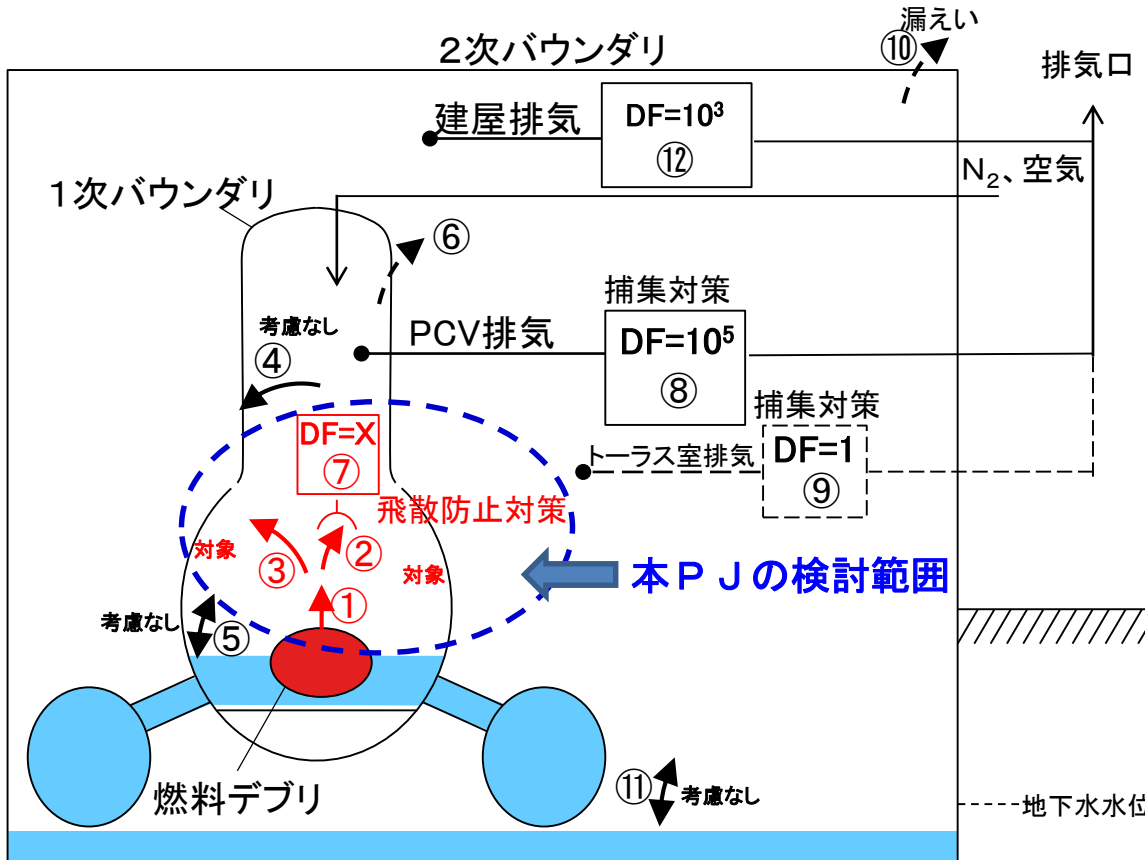 漏えい
⑩
2次バウンダリ
排気口
建屋排気
DF=10³
⑫
N₂、空気
1次バウンダリ
⑥
捕集対策
考慮なし
④
PCV排気
DF=10⁵
⑧
捕集対策
DF=X
⑦
トーラス室排気
DF=1
⑨
飛散防止対策
対象
③
②
対象
本PJの検討範囲
①
考慮なし
⑤
燃料デブリ
⑪
考慮なし
地下水水位